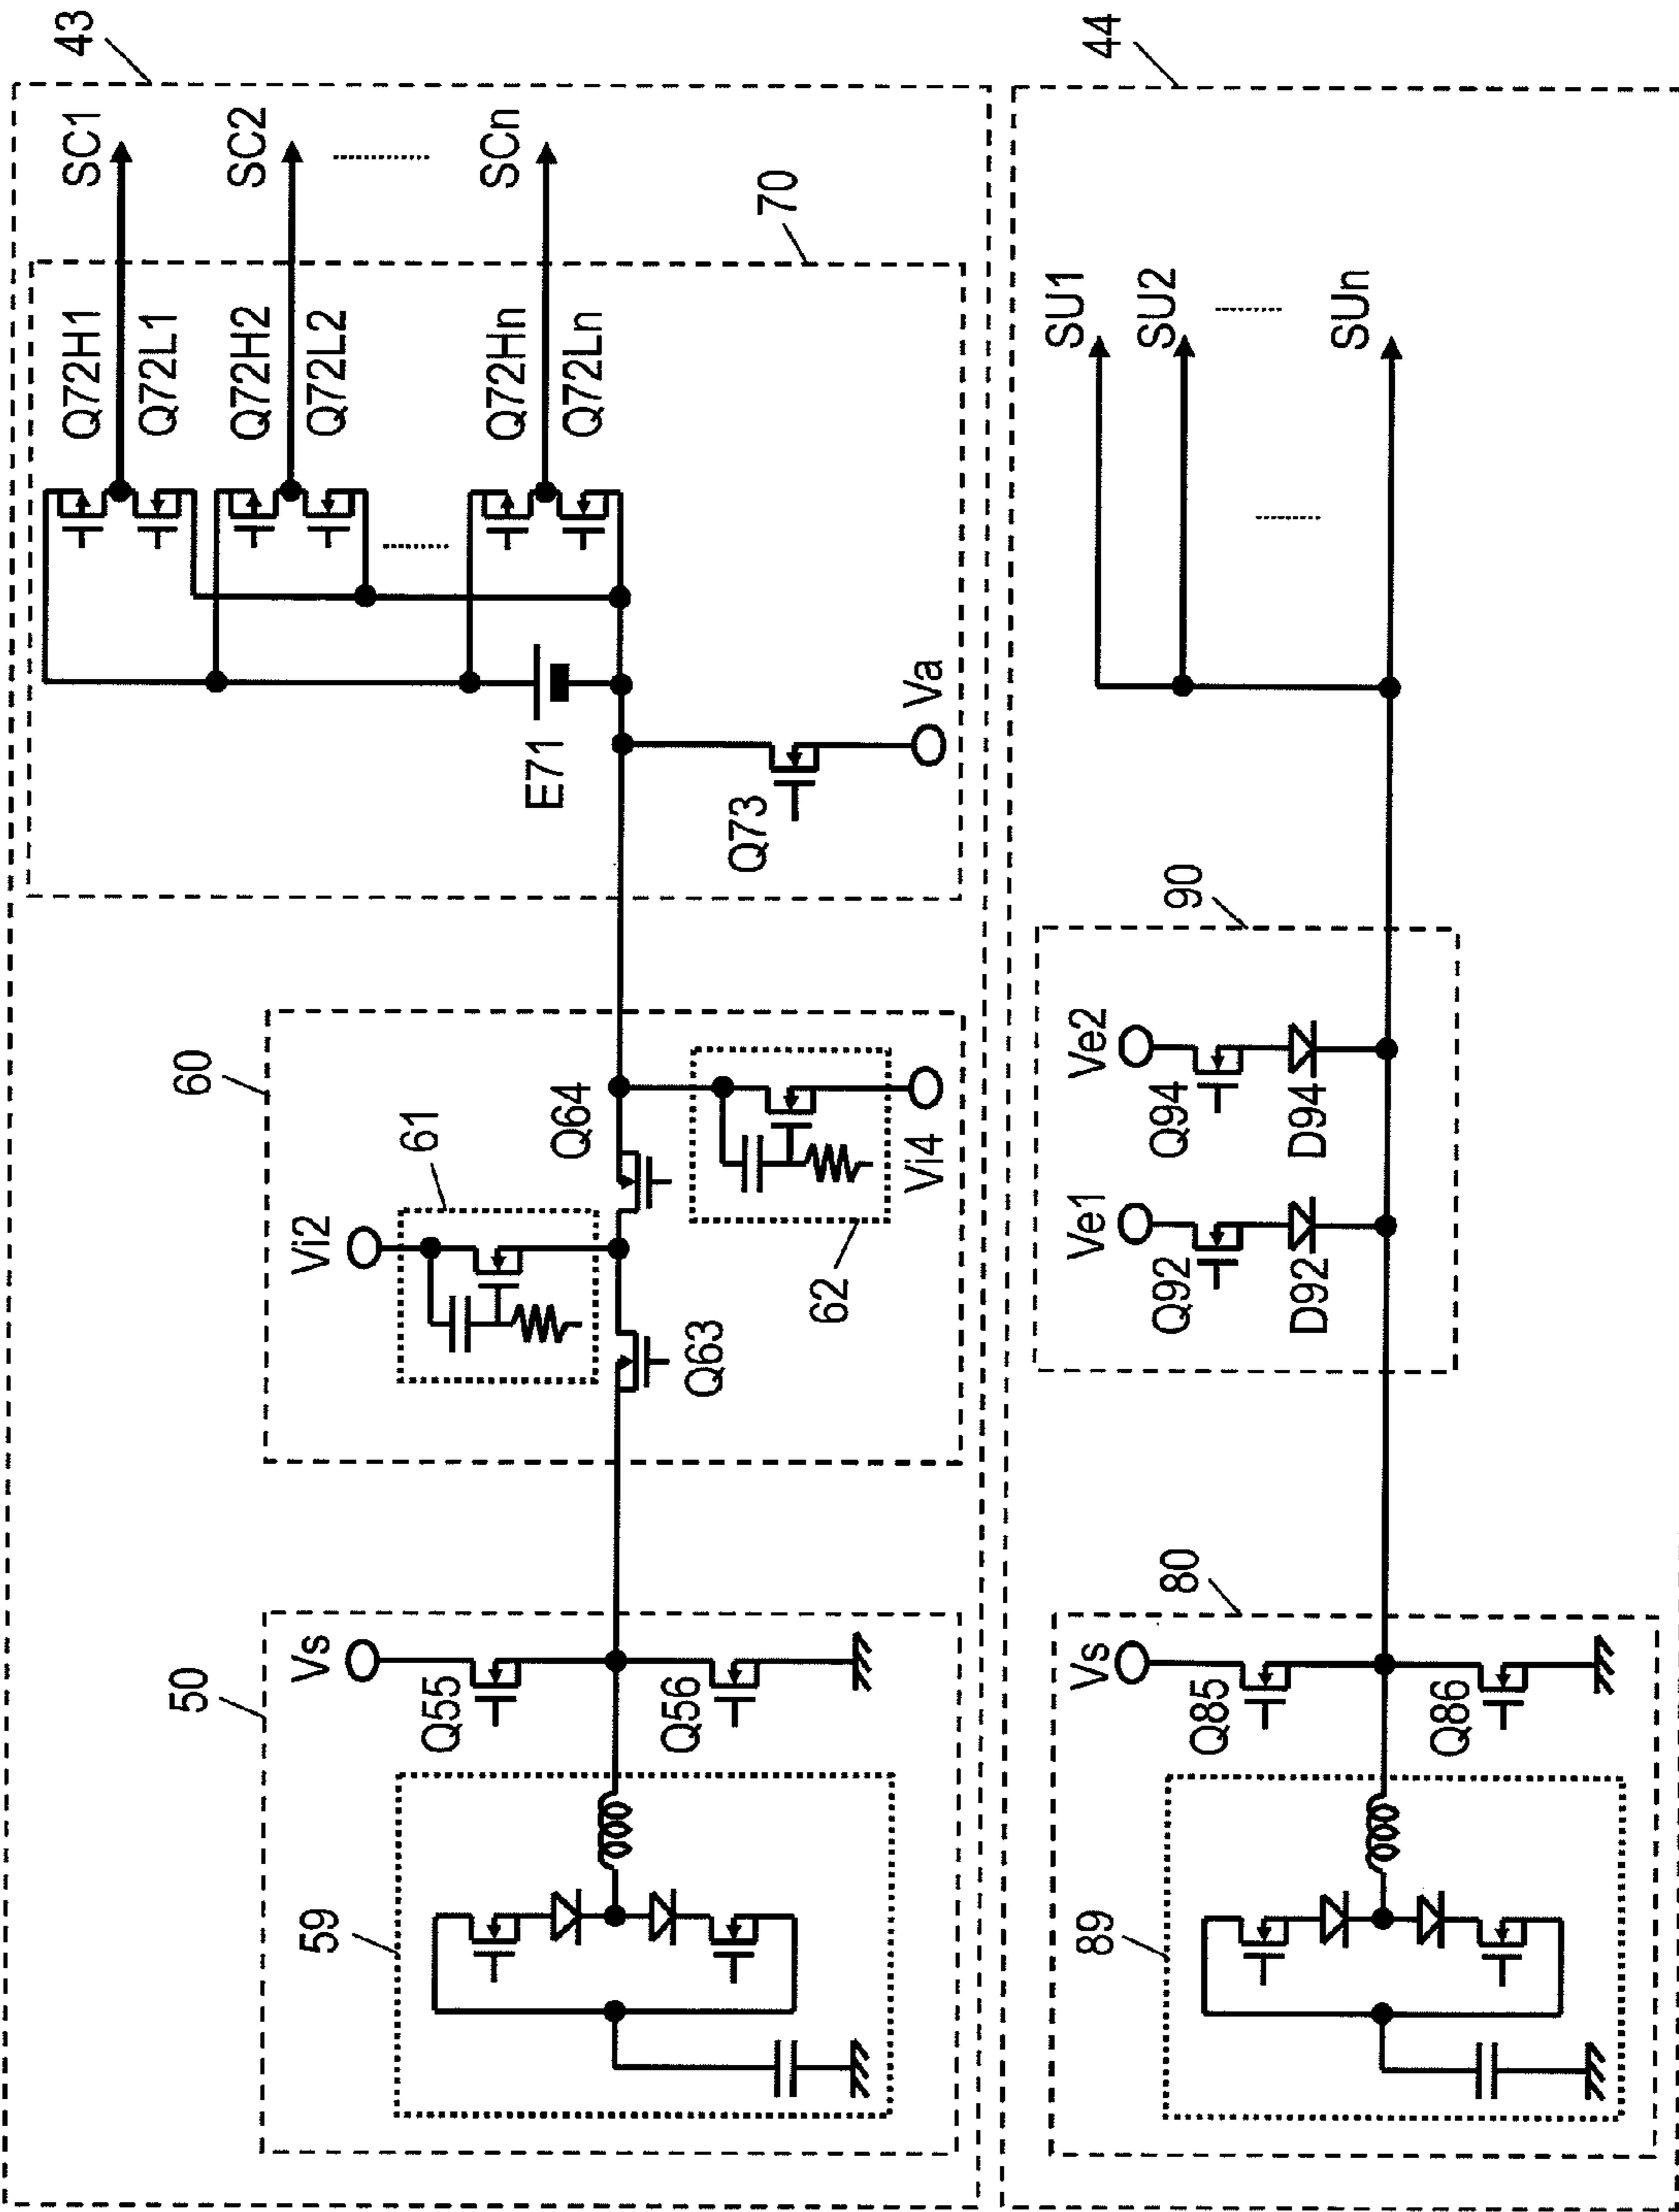 43
SC1
SC2
SCn
70
Q72H1
Q72L1
Q72H2
Q72L2
Q72Hn
Q72Ln
E71
Q73
Va
60
61
Vi2
Q64
Q63
62
Vi4
50
Vs
Q55
Q56
59
44
SU1
SU2
SUn
90
Ve1
Ve2
Q92
Q94
D92
D94
80
Vs
Q85
Q86
89